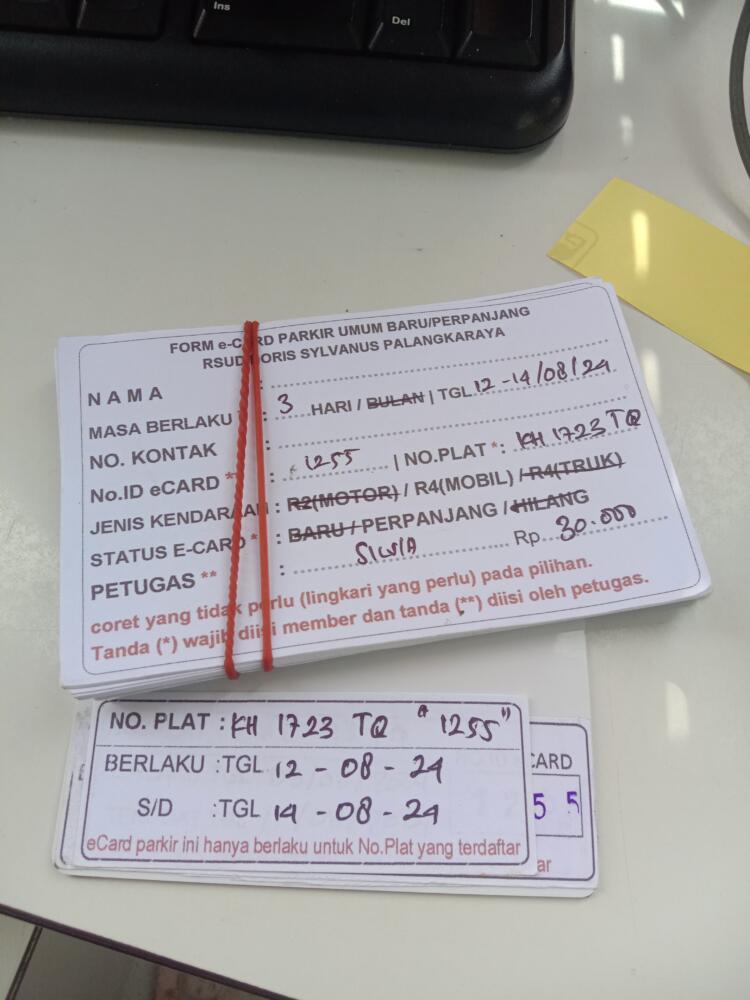 Ins
Del
FORM e-CARD PARKIR UMUM BARU/PERPANJANG
RSUD DORIS SYLVANUS PALANGKARAYA
NAMA :
MASA BERLAKU : 3 HARI / BULAN | TGL 12 - 14/08/24
NO. KONTAK :
No.ID eCARD * : 1255 | NO.PLAT * : KH 1723 TQ
JENIS KENDARAAN : R2(MOTOR) / R4(MOBIL) / R4(TRUK)
STATUS E-CARD * : BARU / PERPANJANG / HILANG
PETUGAS ** : SILVIA Rp 30.000
coret yang tidak perlu (lingkari yang perlu) pada pilihan.
Tanda (*) wajib diisi member dan tanda (**) diisi oleh petugas.
NO. PLAT : KH 1723 TQ "1255"
BERLAKU : TGL 12 - 08 - 24
S/D : TGL 14 - 08 - 24
eCard parkir ini hanya berlaku untuk No.Plat yang terdaftar
CARD
5 5
ar